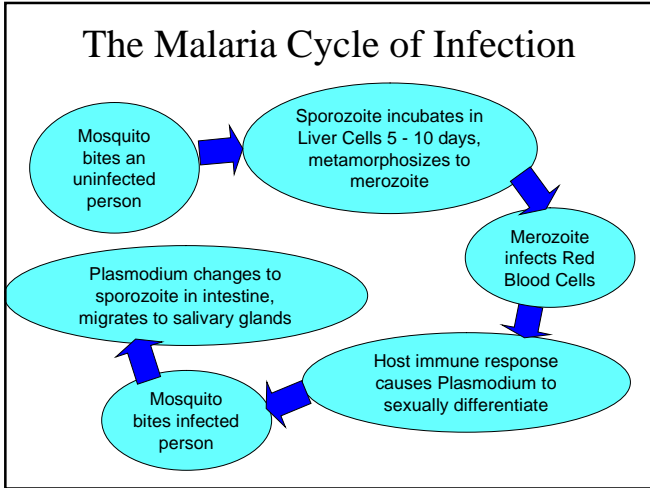 The Malaria Cycle of Infection
Mosquito
bites an
uninfected
person
Sporozoite incubates in
Liver Cells 5 - 10 days,
metamorphosizes to
merozoite
Merozoite
infects Red
Blood Cells
Host immune response
causes Plasmodium to
sexually differentiate
Mosquito
bites infected
person
Plasmodium changes to
sporozoite in intestine,
migrates to salivary glands